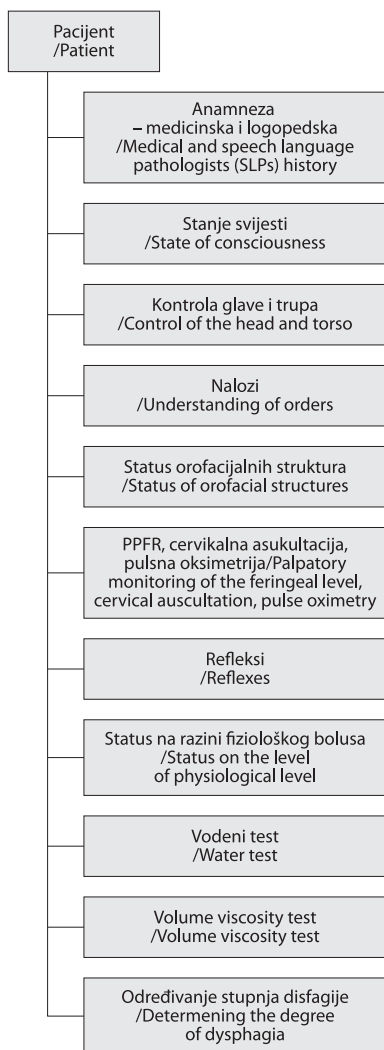 Pacijent
/Patient
Anamneza
– medicinska i logopedska
/Medical and speech language
pathologists (SLPs) history
Stanje svijesti
/State of consciousness
Kontrola glave i trupa
/Control of the head and torso
Nalozi
/Understanding of orders
Status orofacijalnih struktura
/Status of orofacial structures
PPFR, cervikalna asukultacija,
pulsna oksimetrija/Palpatory
monitoring of the feringeal level,
cervical auscultation, pulse oximetry
Refleksi
/Reflexes
Status na razini fiziološkog bolusa
/Status on the level
of physiological level
Vodeni test
/Water test
Volume viscosity test
/Volume viscosity test
Određivanje stupnja disfagije
/Determening the degree
of dysphagia